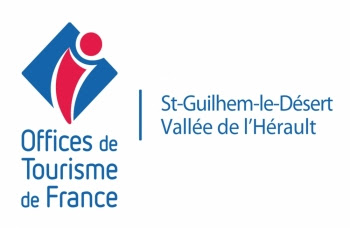 Offices de
Tourisme
de France
St-Guilhem-le-Désert
Vallée de l'Hérault